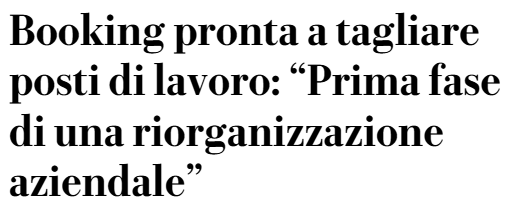 Booking pronta a tagliare
posti di lavoro: “Prima fase
di una riorganizzazione
aziendale”